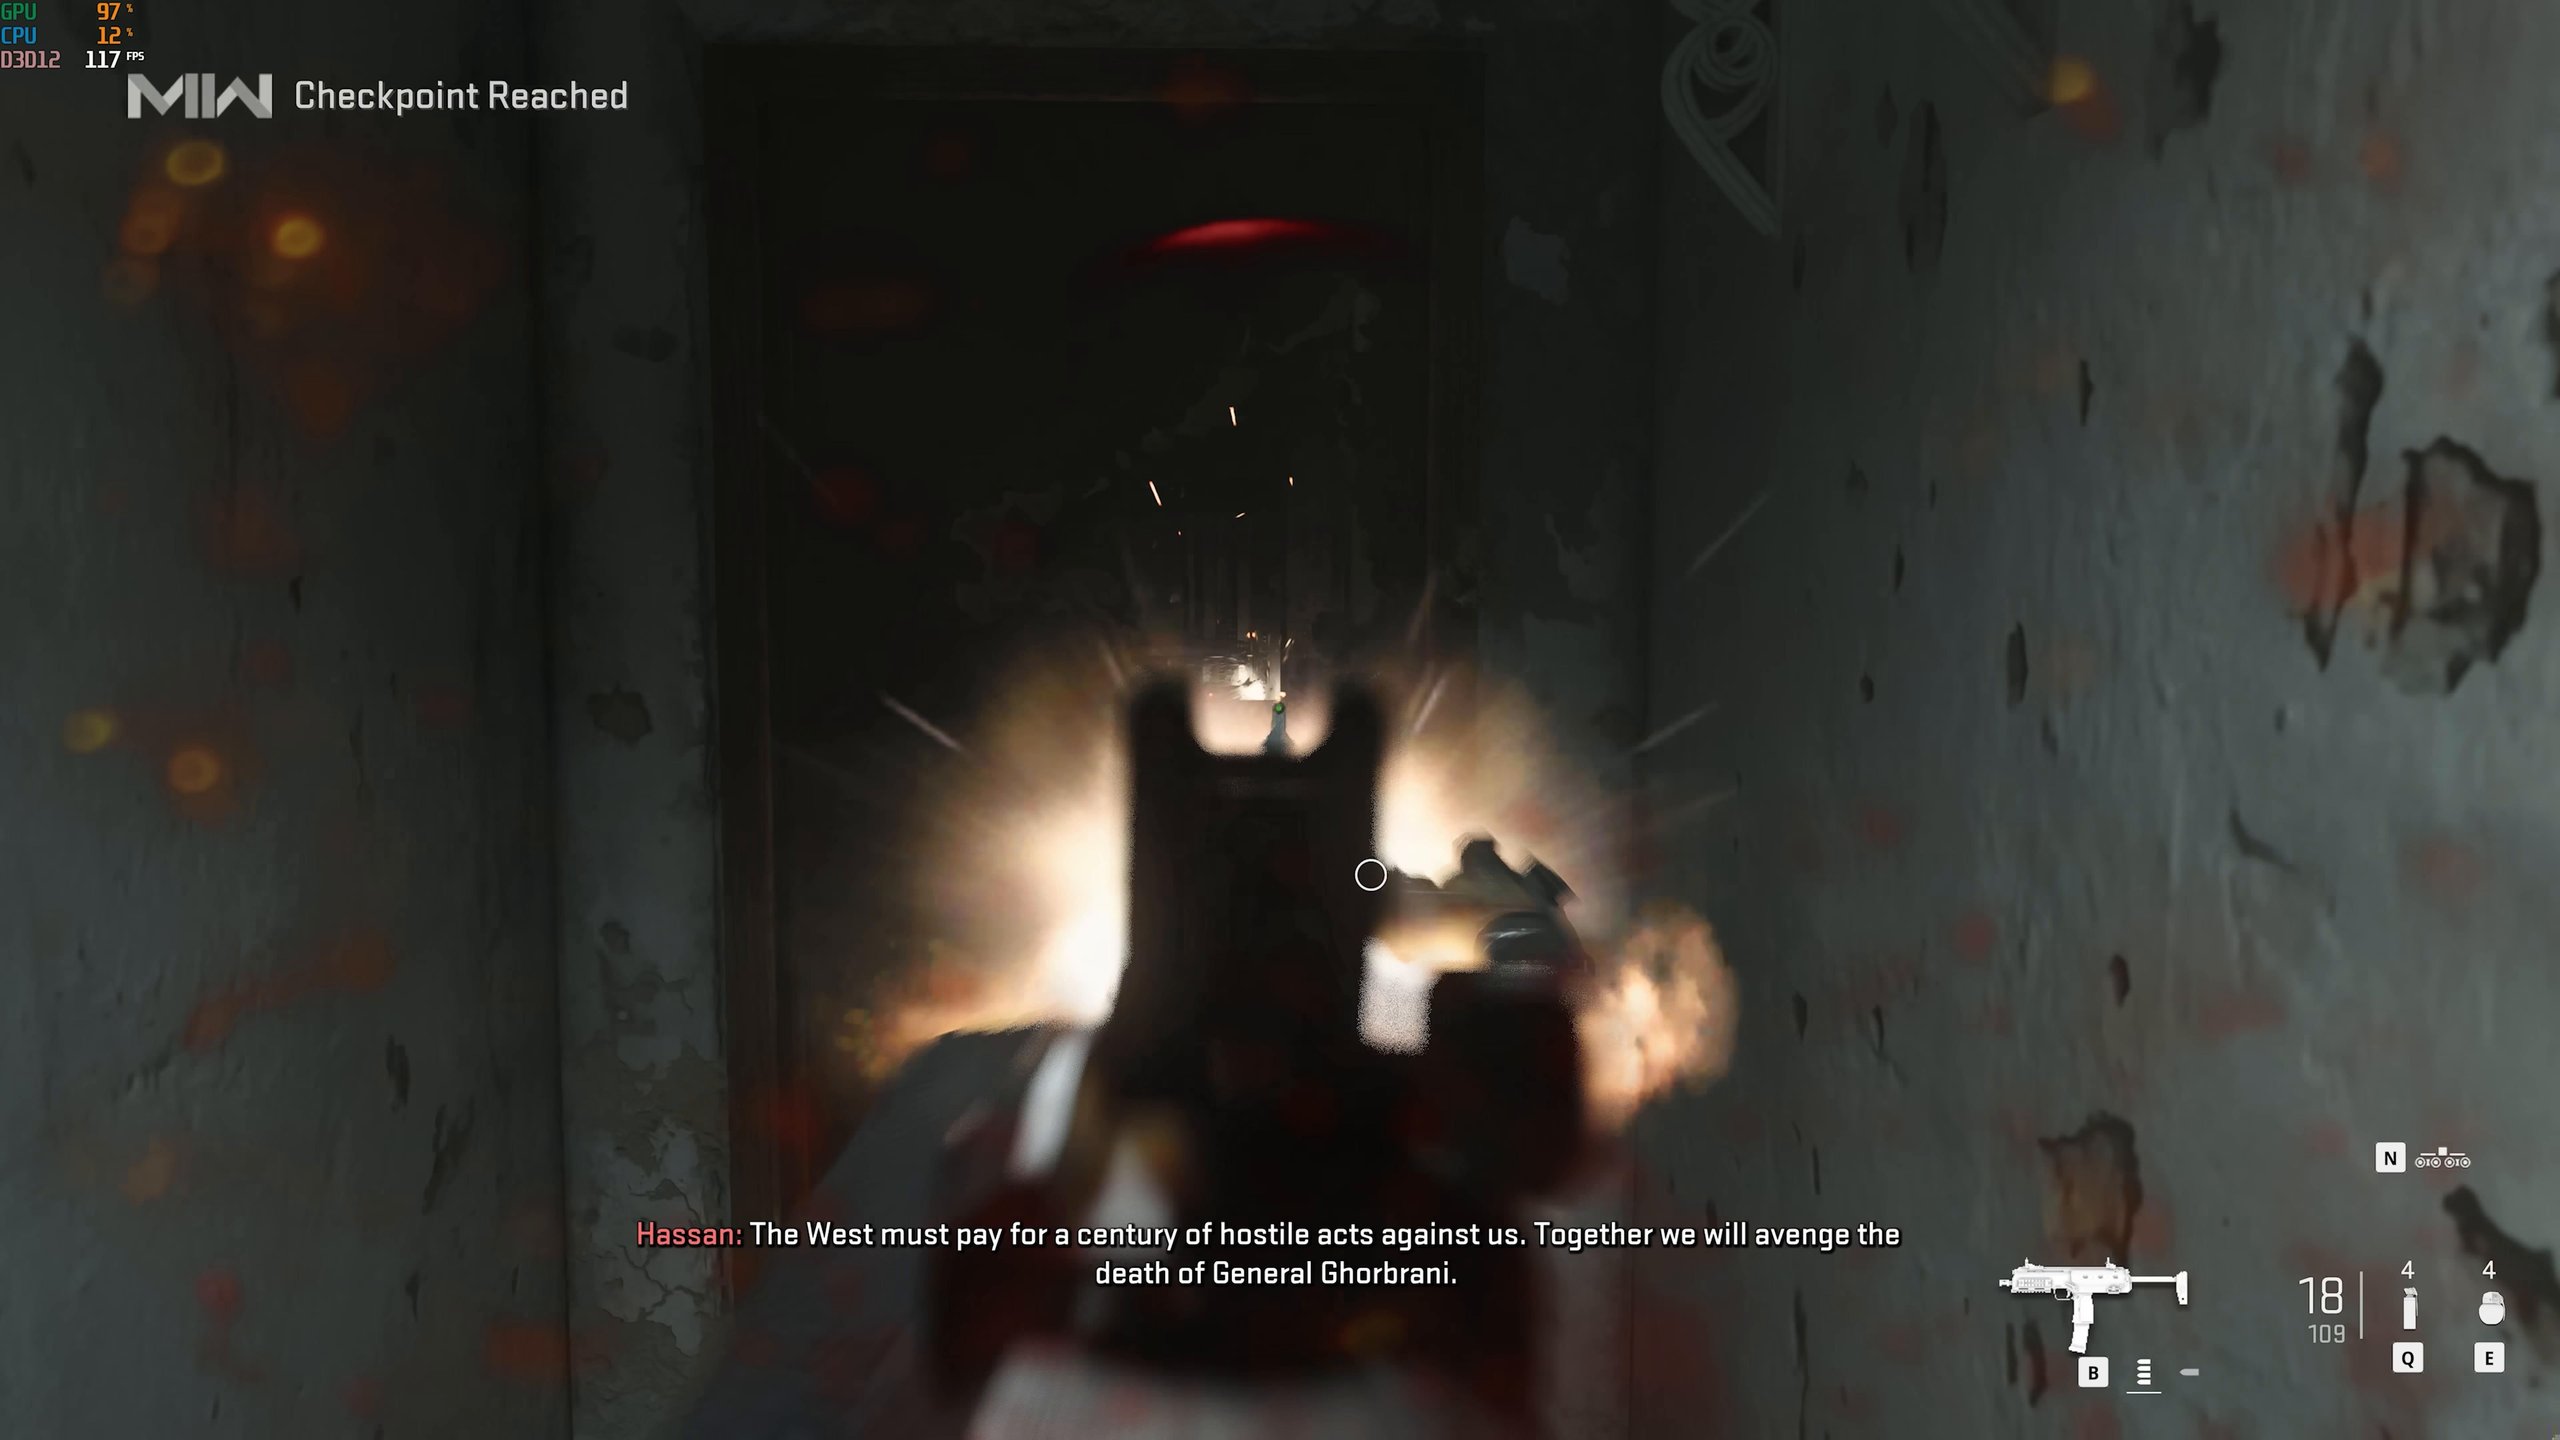 GPU 97 %
CPU 12 %
D3D12 117 FPS
MW Checkpoint Reached
N
Hassan: The West must pay for a century of hostile acts against us. Together we will avenge the
death of General Ghorbrani.
4 4
18
109
Q E
B